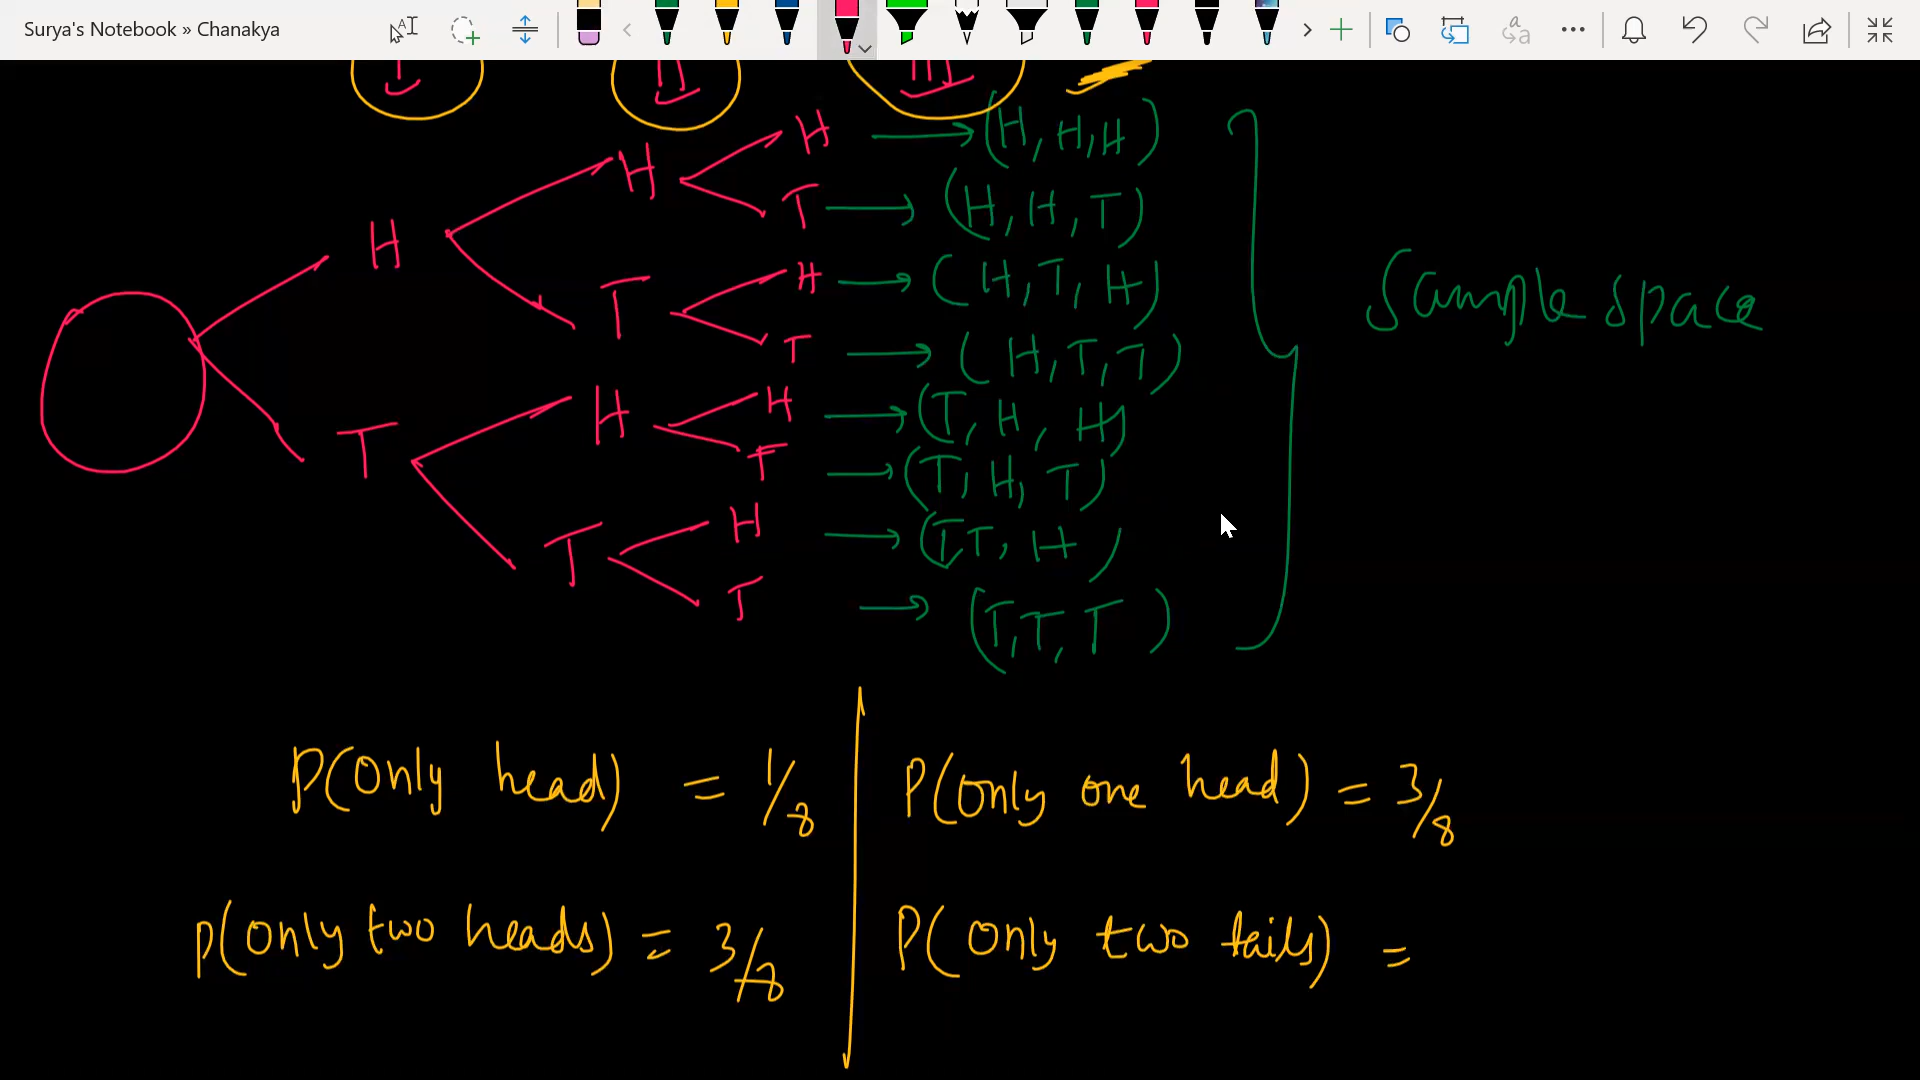 Surya's Notebook » Chanakya
I II III
H → (H, H, H)
H
T → (H, H, T)
H
H → (H, T, H)
T
T → (H, T, T)
Sample space
H → (T, H, H)
H
T → (T, H, T)
T
H → (T, T, H)
T
T → (T, T, T)
P(only head) = 1/8
P(only one head) = 3/8
P(only two heads) = 3/8
P(only two tails) =